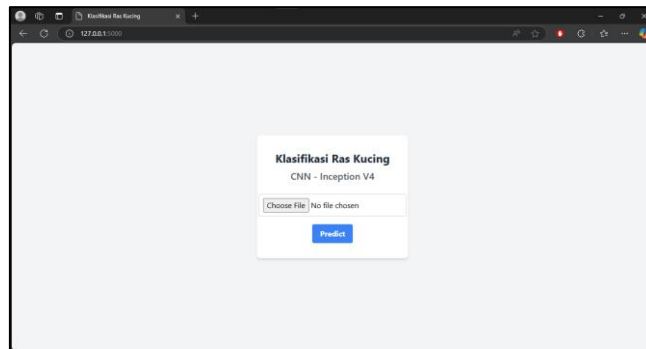 Klasifikasi Ras Kucing
127.0.0.1:5000
Klasifikasi Ras Kucing
CNN - Inception V4
Choose File No file chosen
Predict